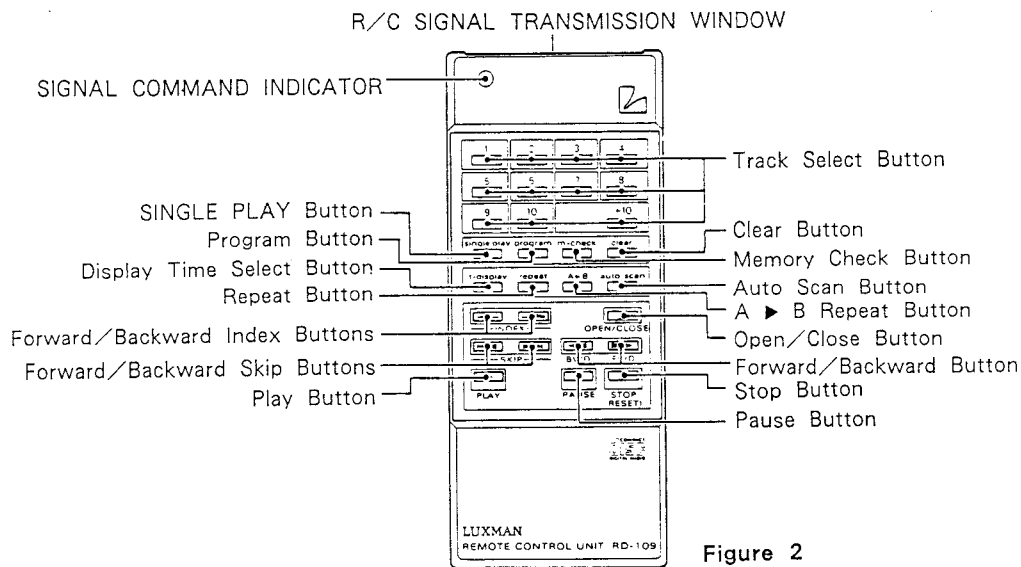 R/C SIGNAL TRANSMISSION WINDOW
SIGNAL COMMAND INDICATOR
1 2 3 4
Track Select Button
5 6 7 8
9 10 +10
SINGLE PLAY Button
Clear Button
Program Button
single play program m-check clear
Memory Check Button
Display Time Select Button
t-display repeat A▸B auto scan
Auto Scan Button
Repeat Button
A ▶ B Repeat Button
Forward/Backward Index Buttons
INDEX OPEN/CLOSE
Open/Close Button
Forward/Backward Skip Buttons
SKIP
Forward/Backward Button
Play Button
Stop Button
PLAY PAUSE STOP
RESET
Pause Button
COMPACT
DIGITAL AUDIO
LUXMAN
REMOTE CONTROL UNIT RD-109
Figure 2